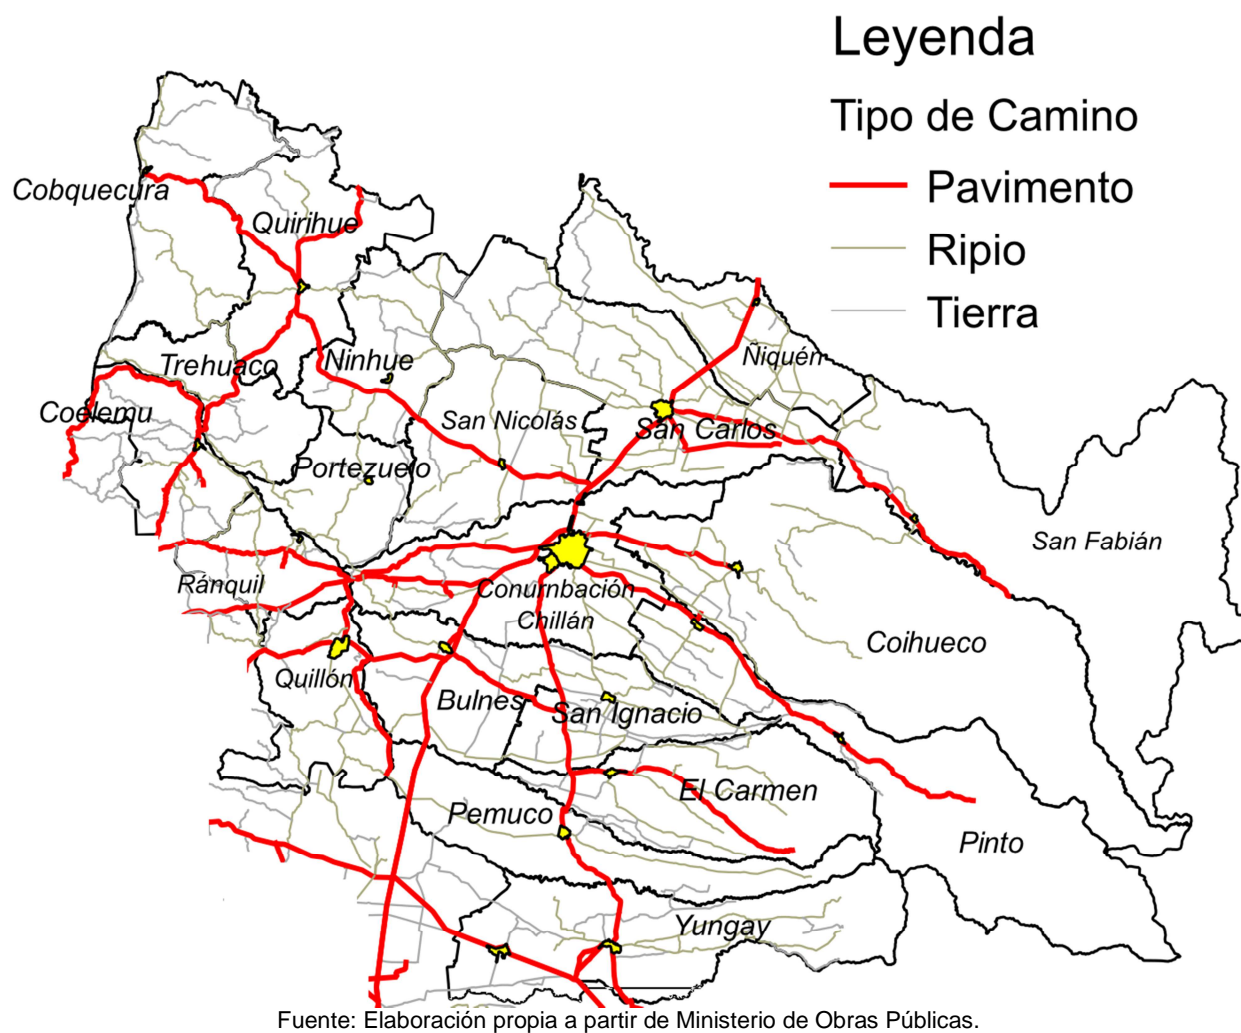 Leyenda
Tipo de Camino
Pavimento
Ripio
Tierra
Cobquecura
Quirihue
Trehuaco
Ninhue
Ñiquén
Coelemu
San Nicolás
San Carlos
Portezuelo
San Fabián
Ránquil
Conurnbación
Chillán
Coihueco
Quillón
Bulnes
San Ignacio
El Carmen
Pemuco
Pinto
Yungay
Fuente: Elaboración propia a partir de Ministerio de Obras Públicas.